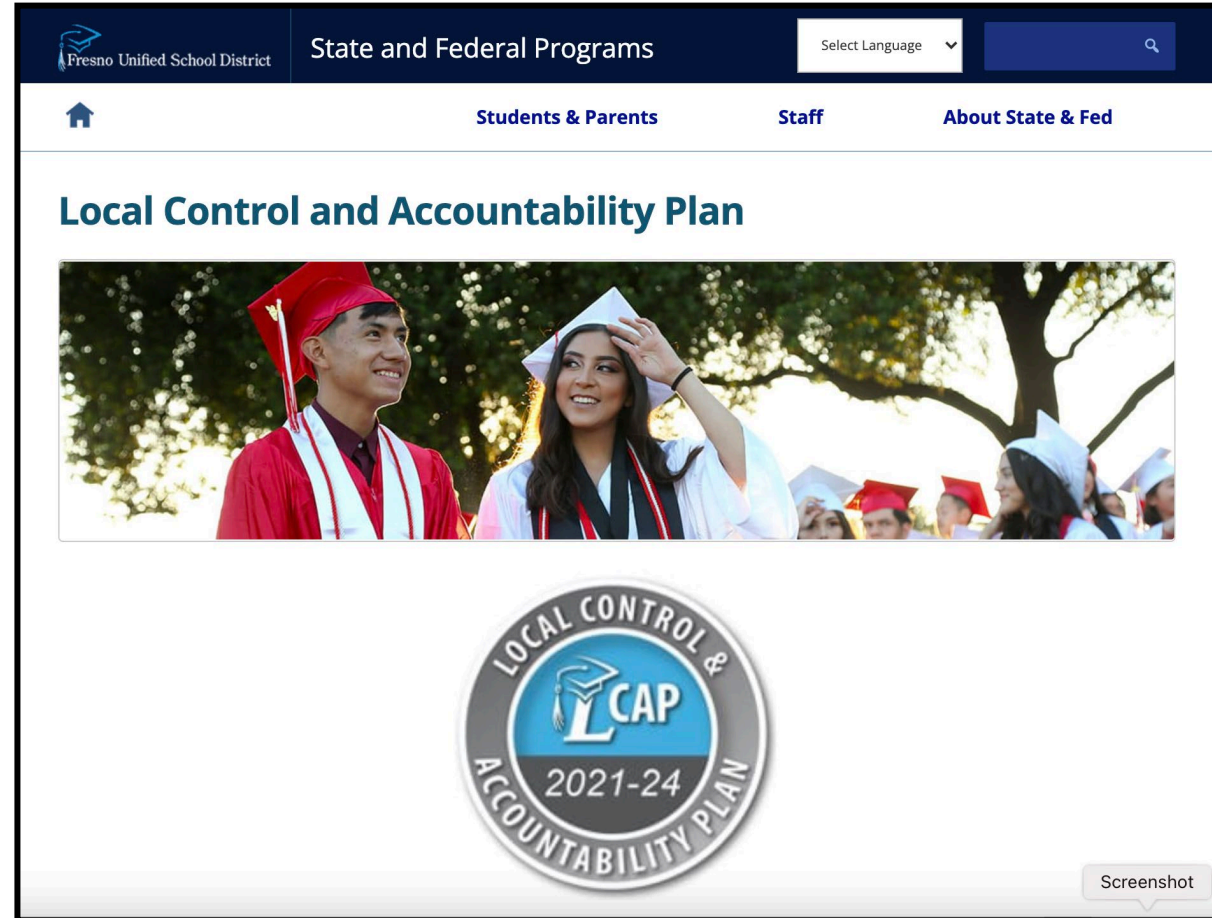 Fresno Unified School District
State and Federal Programs
Select Language
Students & Parents
Staff
About State & Fed
Local Control and Accountability Plan
LOCAL CONTROL &
LCAP
2021-24
ACCOUNTABILITY PLAN
Screenshot